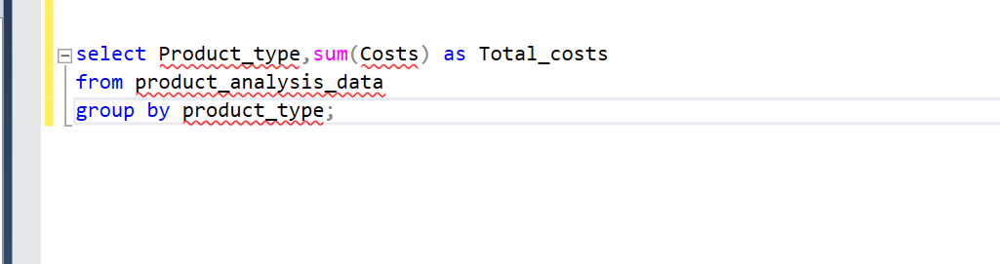 select Product_type,sum(Costs) as Total_costs
from product_analysis_data
group by product_type;